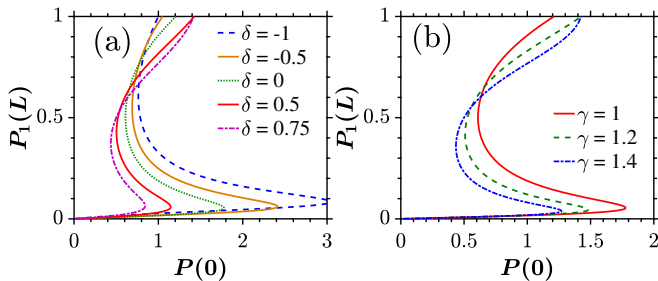 (a)
δ = -1
δ = -0.5
δ = 0
δ = 0.5
δ = 0.75
P₁(L)
1
0.5
0
0 1 2 3
P(0)
(b)
γ = 1
γ = 1.2
γ = 1.4
P₁(L)
1
0.5
0
0 0.5 1 1.5 2
P(0)